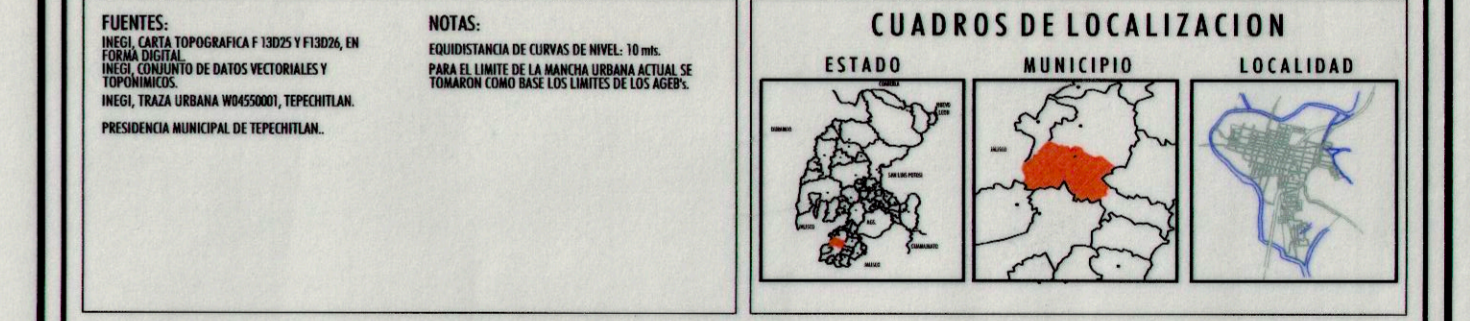 FUENTES:
INEGI, CARTA TOPOGRAFICA F 13D25 Y F13D26, EN
FORMA DIGITAL.
INEGI, CONJUNTO DE DATOS VECTORIALES Y
TOPONIMICOS.
INEGI, TRAZA URBANA W04550001, TEPECHITLAN.
PRESIDENCIA MUNICIPAL DE TEPECHITLAN..
NOTAS:
EQUIDISTANCIA DE CURVAS DE NIVEL: 10 mts.
PARA EL LIMITE DE LA MANCHA URBANA ACTUAL SE
TOMARON COMO BASE LOS LIMITES DE LOS AGEB's.
CUADROS DE LOCALIZACION
ESTADO
COAHUILA
NUEVO
LEON
DURANGO
SAN LUIS POTOSI
AGS.
JALISCO
GUANAJUATO
JALISCO
MUNICIPIO
JALISCO
LOCALIDAD